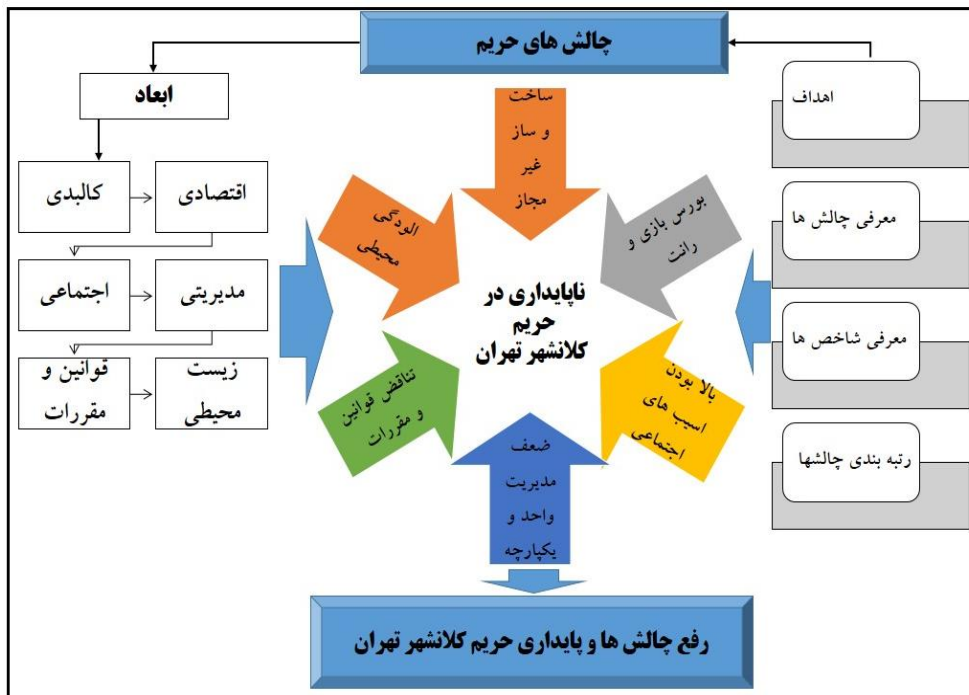 چالش های حریم
ابعاد
کالبدی
اقتصادی
اجتماعی
مدیریتی
قوانین و
مقررات
زیست
محیطی
ساخت
و ساز
غیر
مجاز
الودگی
محیطی
بورس بازی و
رانت
ناپایداری در
حریم
کلانشهر تهران
تناقض قوانین
و مقررات
بالا بودن
اسیب های
اجتماعی
ضعف
مدیریت
واحد و
یکپارچه
اهداف
معرفی چالش ها
معرفی شاخص ها
رتبه بندی چالشها
رفع چالش ها و پایداری حریم کلانشهر تهران